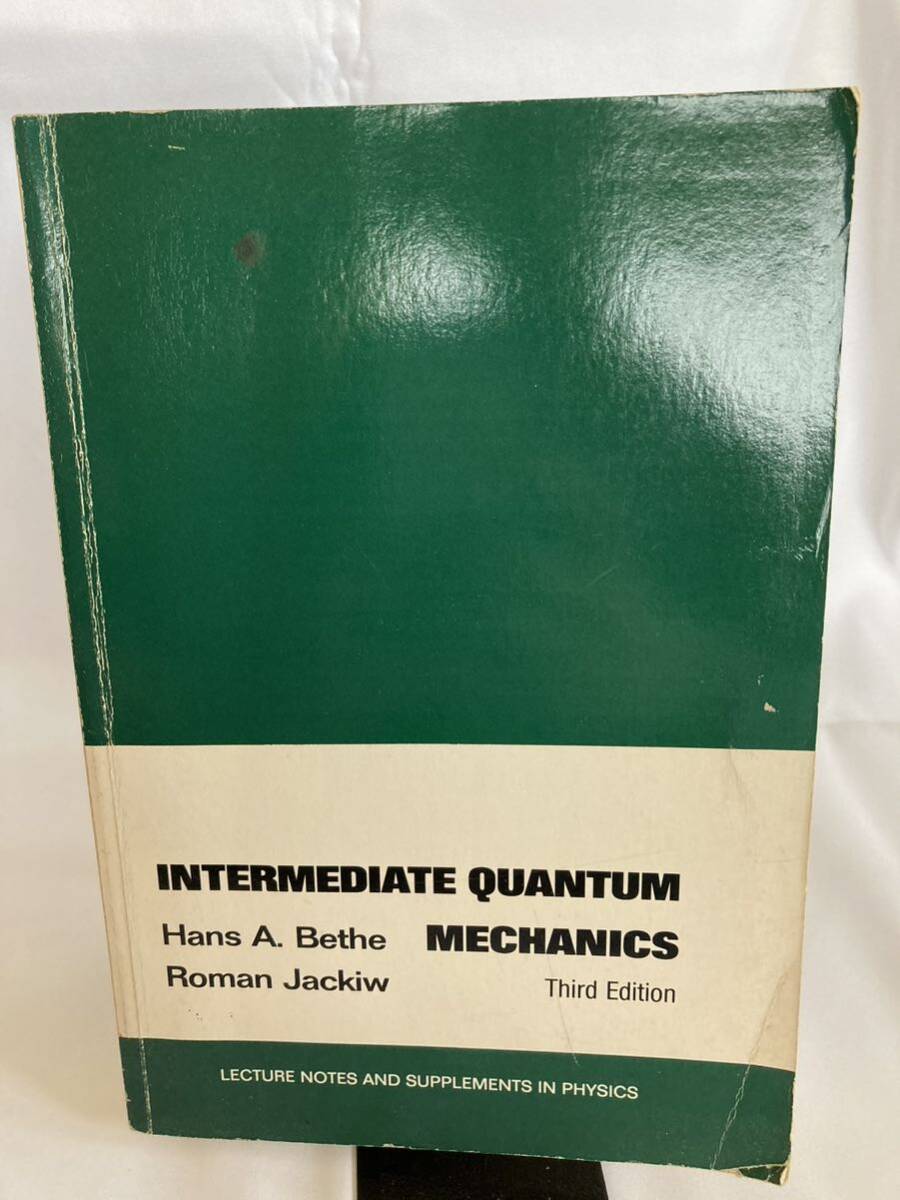 INTERMEDIATE QUANTUM
MECHANICS
Hans A. Bethe
Roman Jackiw
Third Edition
LECTURE NOTES AND SUPPLEMENTS IN PHYSICS